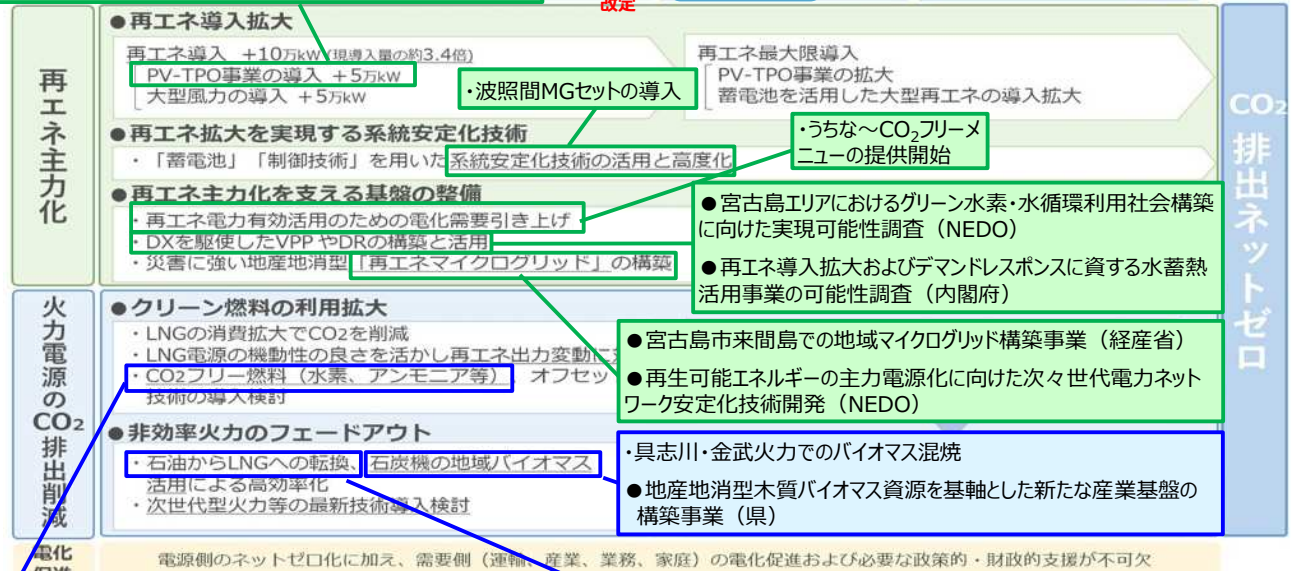 改定
再エネ主力化
●再エネ導入拡大
再エネ導入 +10万kW(現導入量の約3.4倍)
PV-TPO事業の導入 +5万kW
大型風力の導入 +5万kW
再エネ最大限導入
PV-TPO事業の拡大
蓄電池を活用した大型再エネの導入拡大
・波照間MGセットの導入
●再エネ拡大を実現する系統安定化技術
・「蓄電池」「制御技術」を用いた系統安定化技術の活用と高度化
・うちな～CO2フリーメ
ニューの提供開始
●再エネ主力化を支える基盤の整備
・再エネ電力有効活用のための電化需要引き上げ
・DXを駆使したVPP やDRの構築と活用
・災害に強い地産地消型「再エネマイクログリッド」の構築
●宮古島エリアにおけるグリーン水素・水循環利用社会構築
に向けた実現可能性調査（NEDO）
●再エネ導入拡大およびデマンドレスポンスに資する水蓄熱
活用事業の可能性調査（内閣府）
火力電源のCO2排出削減
●クリーン燃料の利用拡大
・LNGの消費拡大でCO2を削減
・LNG電源の機動性の良さを活かし再エネ出力変動に
・CO2フリー燃料（水素、アンモニア等）、オフセッ
技術の導入検討
●宮古島市来間島での地域マイクログリッド構築事業（経産省）
●再生可能エネルギーの主力電源化に向けた次々世代電力ネット
ワーク安定化技術開発（NEDO）
●非効率火力のフェードアウト
・石油からLNGへの転換、石炭機の地域バイオマス
活用による高効率化
・次世代型火力等の最新技術導入検討
・具志川・金武火力でのバイオマス混焼
●地産地消型木質バイオマス資源を基軸とした新たな産業基盤の
構築事業（県）
CO2排出ネットゼロ
電化
促進
電源側のネットゼロ化に加え、需要側（運輸、産業、業務、家庭）の電化促進および必要な政策的・財政的支援が不可欠